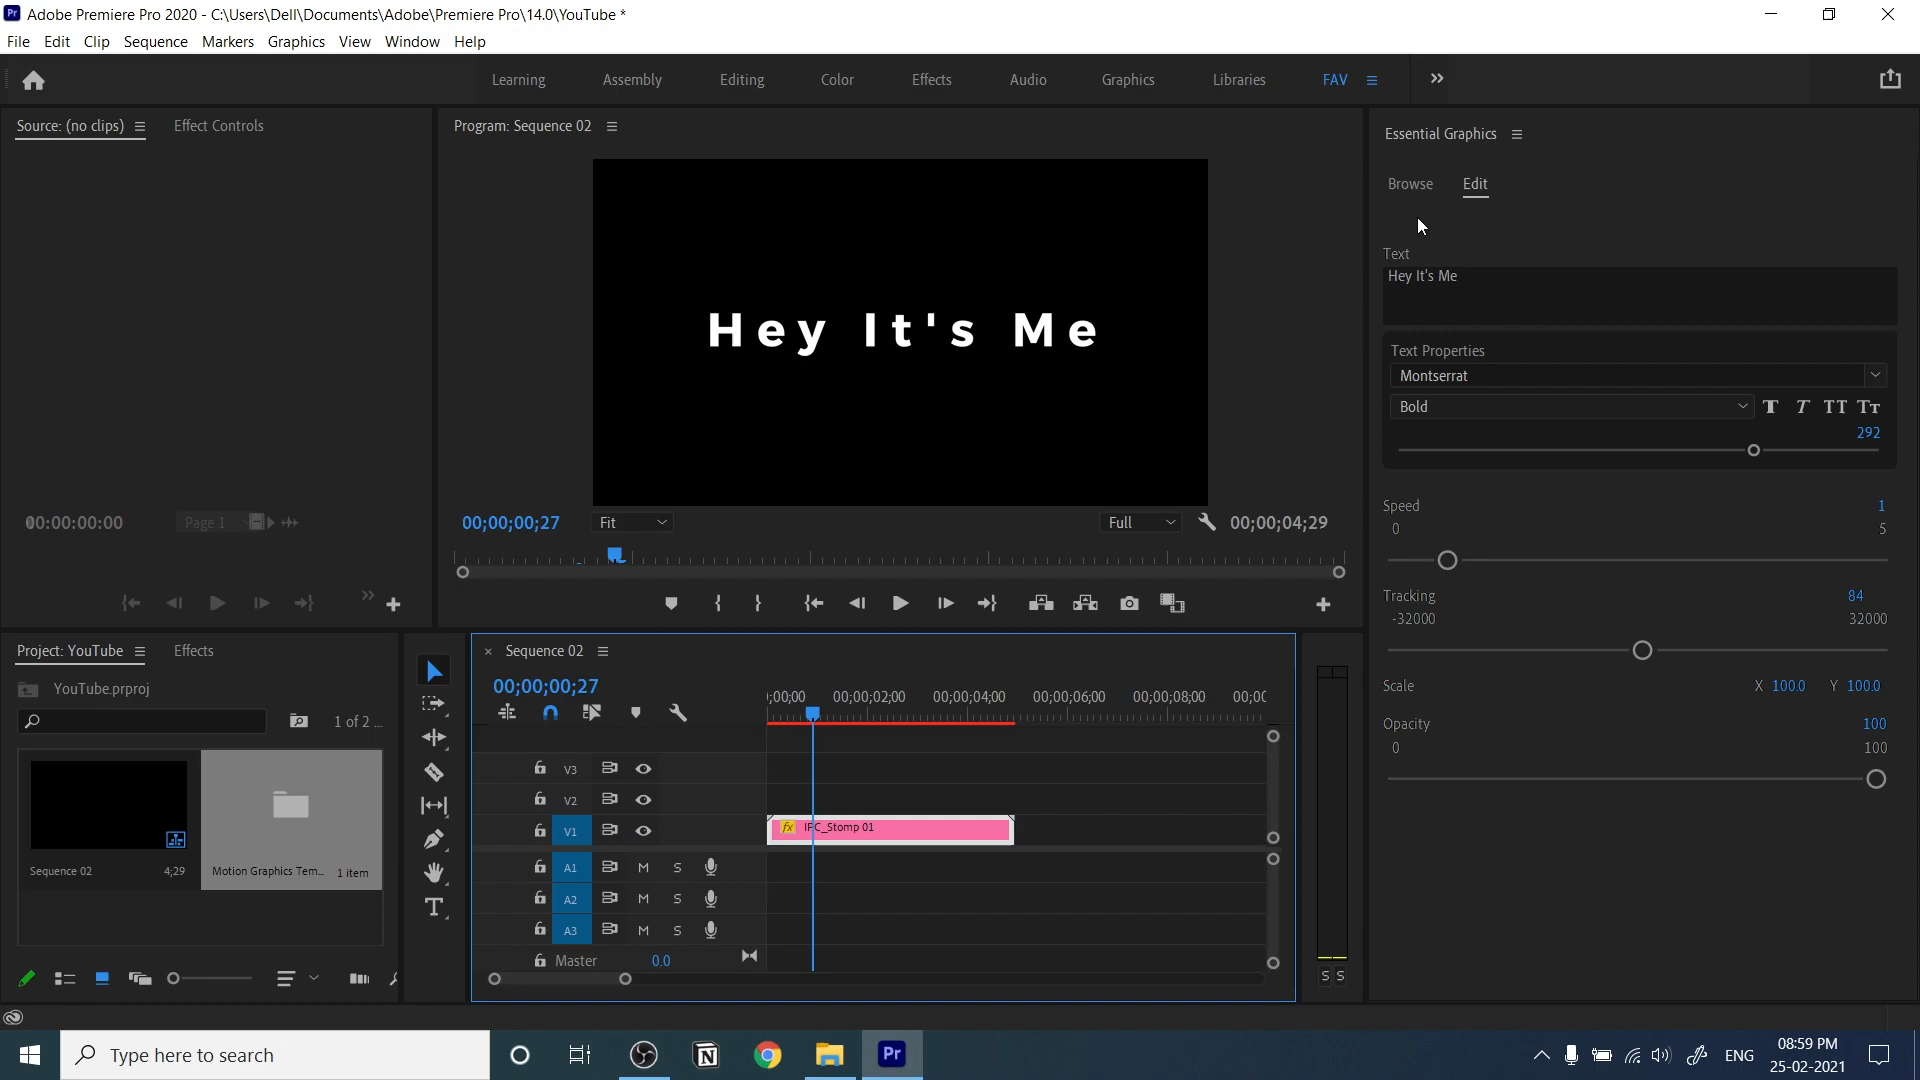 Adobe Premiere Pro 2020 - C:\Users\Dell\Documents\Adobe\Premiere Pro\14.0\YouTube *
File Edit Clip Sequence Markers Graphics View Window Help
Learning Assembly Editing Color Effects Audio Graphics Libraries FAV
Source: (no clips) Effect Controls
Program: Sequence 02
Essential Graphics
Browse Edit
Text
Hey It's Me
Hey It's Me
Text Properties
Montserrat
Bold
292
Speed 1
0 5
Tracking 84
-32000 32000
Scale X 100.0 Y 100.0
Opacity 100
0 100
00:00:00:00 Page 1
00;00;00;27 Fit Full 00;00;04;29
Project: YouTube Effects
YouTube.prproj
1 of 2 ...
Sequence 02 4;29
Motion Graphics Tem... 1 item
Sequence 02
00;00;00;27
;00;00 00;00;02;00 00;00;04;00 00;00;06;00 00;00;08;00 00;0
V3
V2
V1 fx IFC_Stomp 01
A1 M S
A2 M S
A3 M S
Master 0.0
S S
Type here to search
ENG
08:59 PM
25-02-2021